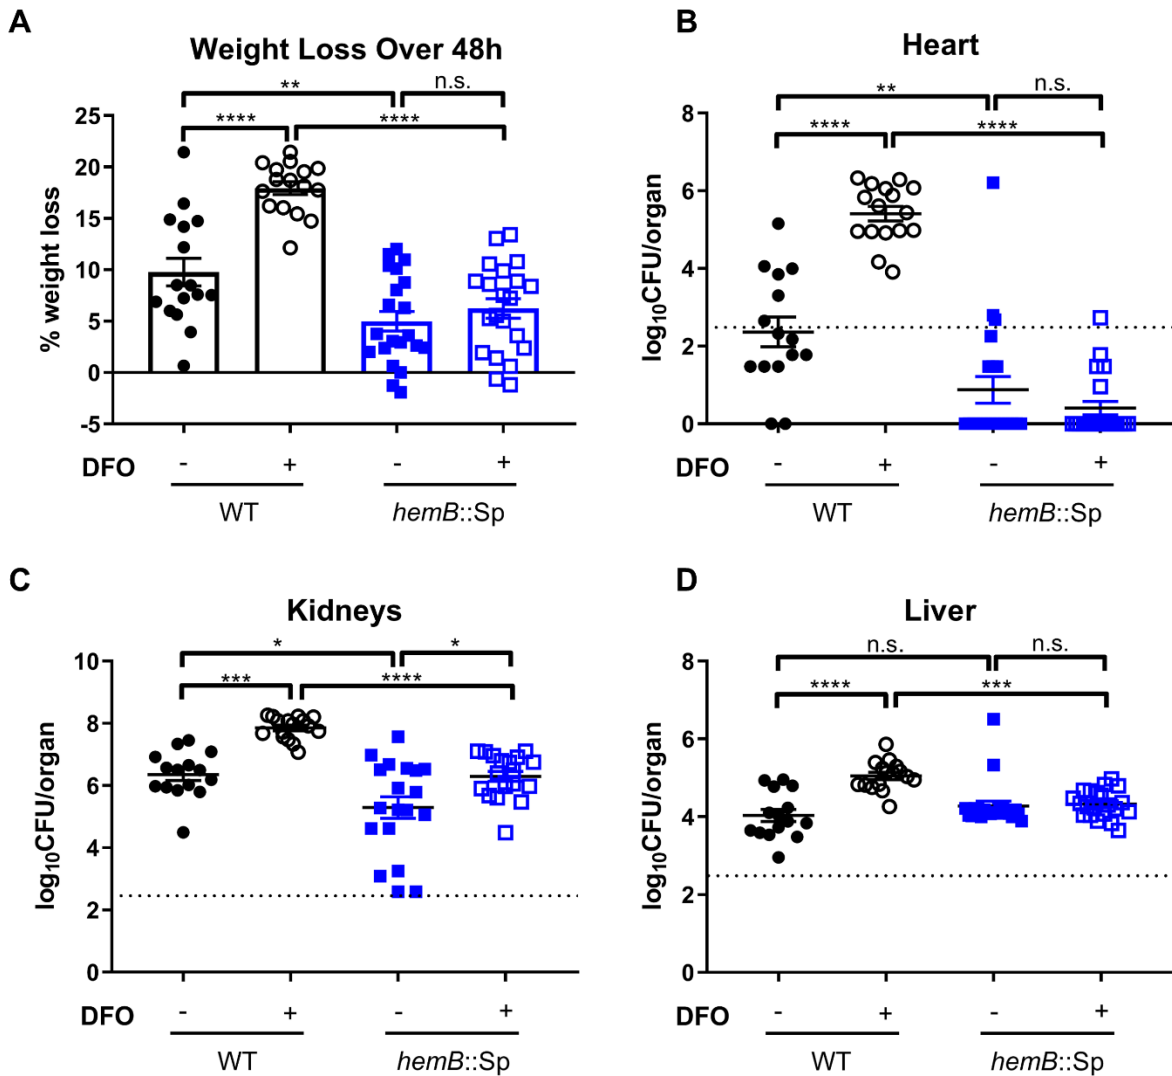 A
Weight Loss Over 48h
** n.s.
**** ****
% weight loss
25
20
15
10
5
0
-5
DFO - + - +
WT hemB::Sp
B
Heart
** n.s.
**** ****
log₁₀CFU/organ
8
6
4
2
0
DFO - + - +
WT hemB::Sp
C
Kidneys
* *
*** ****
log₁₀CFU/organ
10
8
6
4
2
0
DFO - + - +
WT hemB::Sp
D
Liver
n.s. n.s.
**** ***
log₁₀CFU/organ
8
6
4
2
0
DFO - + - +
WT hemB::Sp